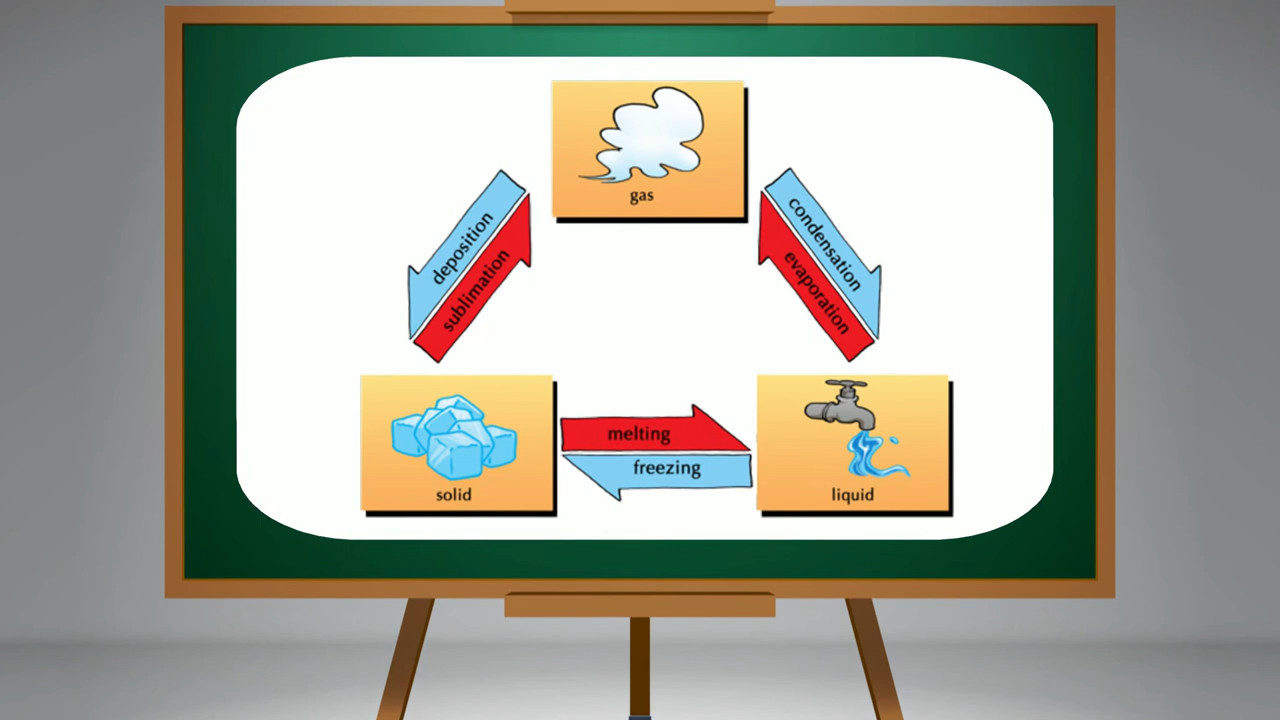 gas
deposition
sublimation
condensation
evaporation
solid
melting
freezing
liquid